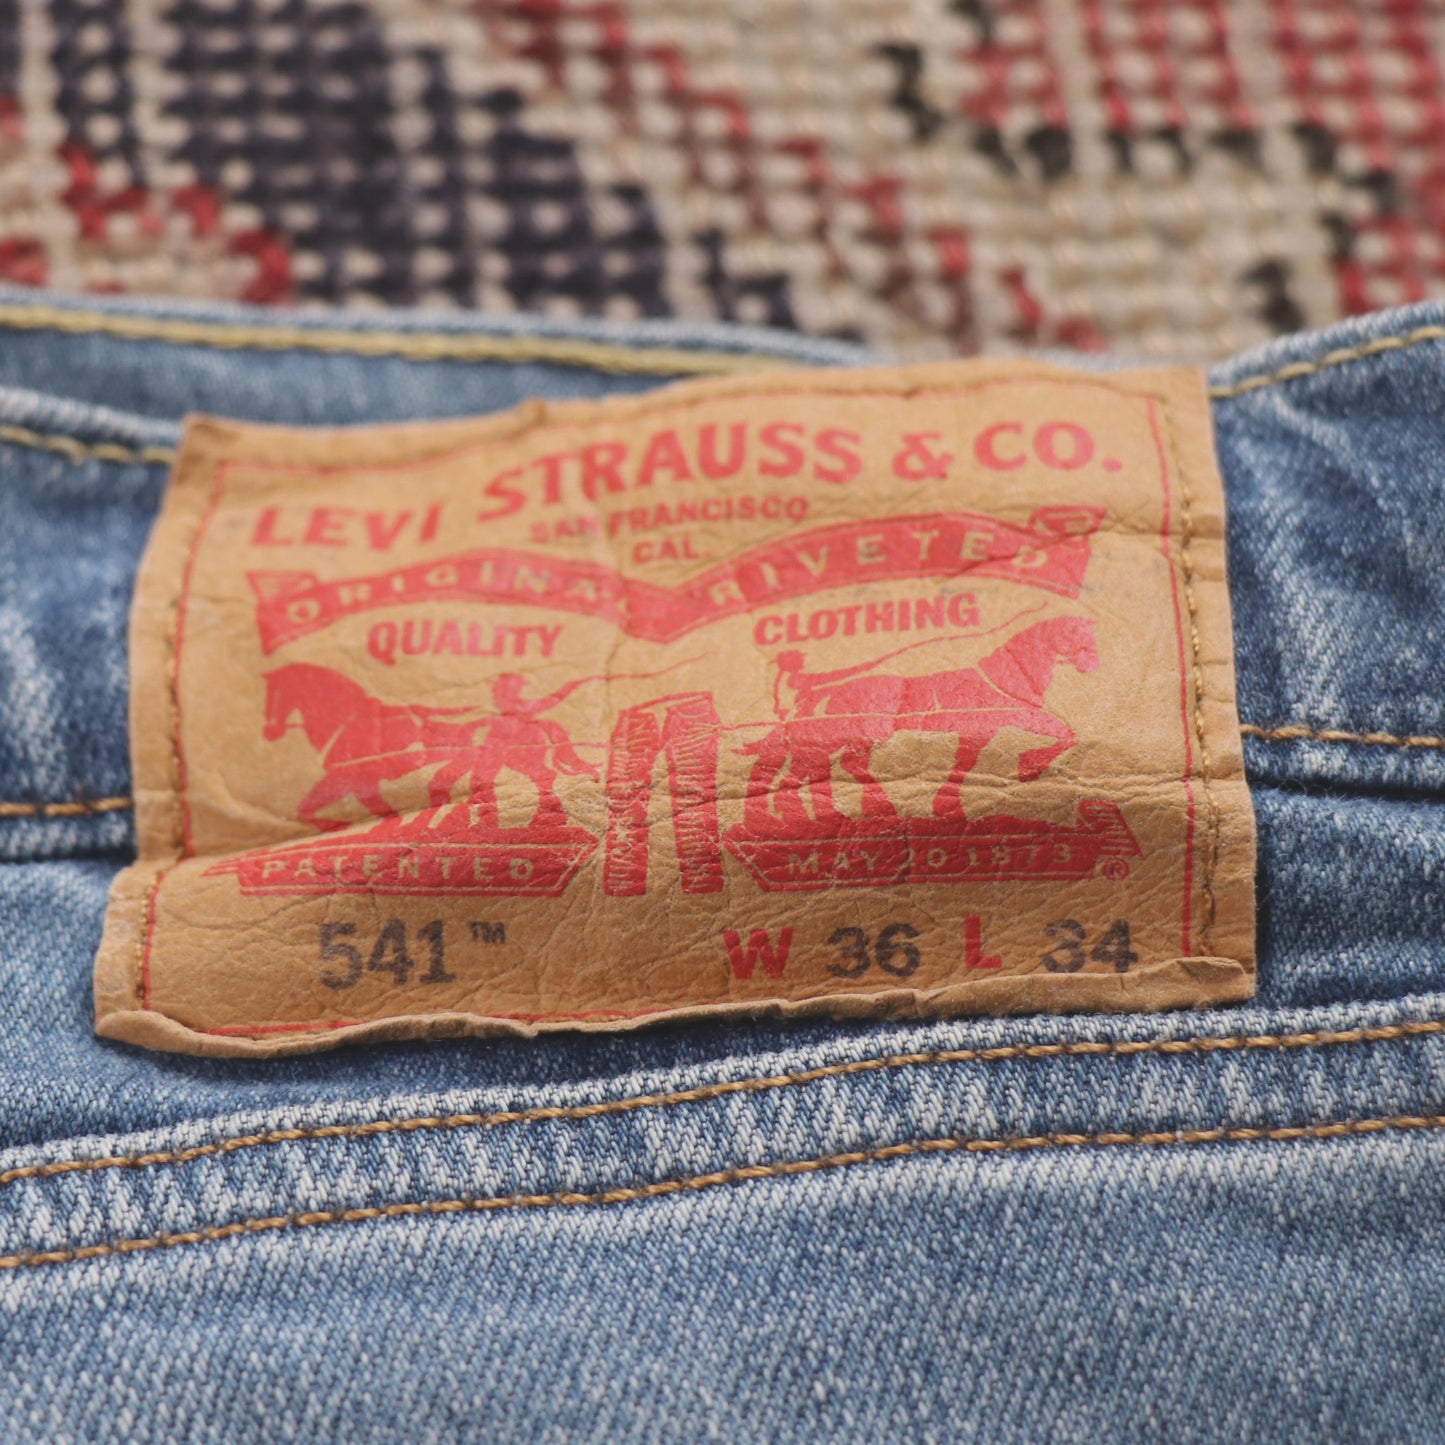 LEVI STRAUSS & CO.
SAN FRANCISCO
CAL.
ORIGINAL RIVETED
QUALITY CLOTHING
PATENTED MAY 20 1873 ®
541™ W 36 L 34